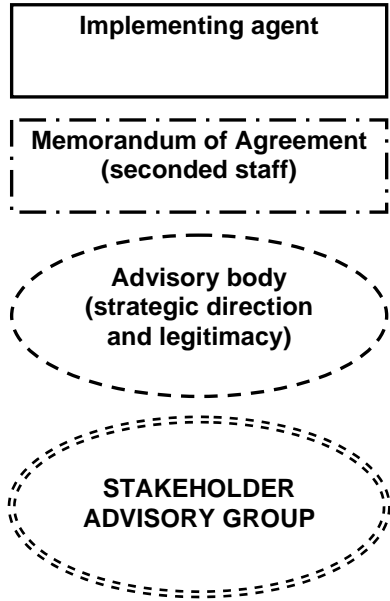 Implementing agent
Memorandum of Agreement
(seconded staff)
Advisory body
(strategic direction
and legitimacy)
STAKEHOLDER
ADVISORY GROUP